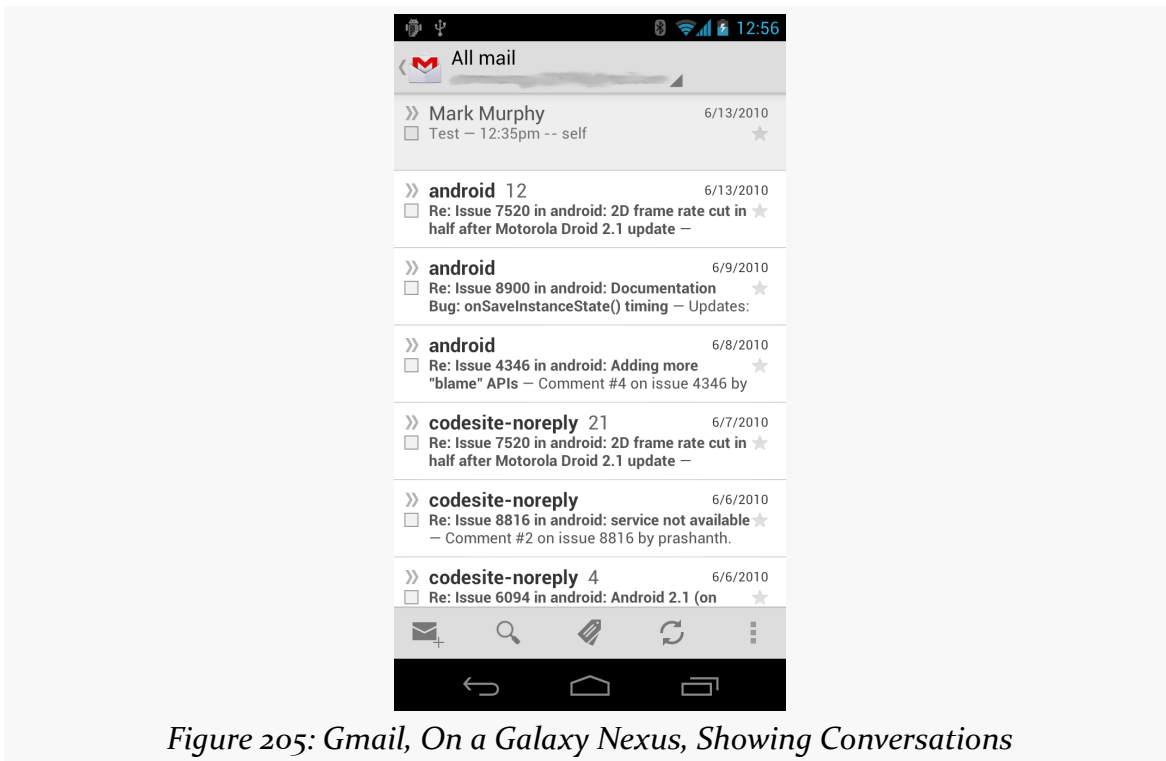 12:56
All mail
Mark Murphy 6/13/2010
Test — 12:35pm -- self
android 12 6/13/2010
Re: Issue 7520 in android: 2D frame rate cut in
half after Motorola Droid 2.1 update —
android 6/9/2010
Re: Issue 8900 in android: Documentation
Bug: onSaveInstanceState() timing — Updates:
android 6/8/2010
Re: Issue 4346 in android: Adding more
"blame" APIs — Comment #4 on issue 4346 by
codesite-noreply 21 6/7/2010
Re: Issue 7520 in android: 2D frame rate cut in
half after Motorola Droid 2.1 update —
codesite-noreply 6/6/2010
Re: Issue 8816 in android: service not available
— Comment #2 on issue 8816 by prashanth.
codesite-noreply 4 6/6/2010
Re: Issue 6094 in android: Android 2.1 (on
Figure 205: Gmail, On a Galaxy Nexus, Showing Conversations